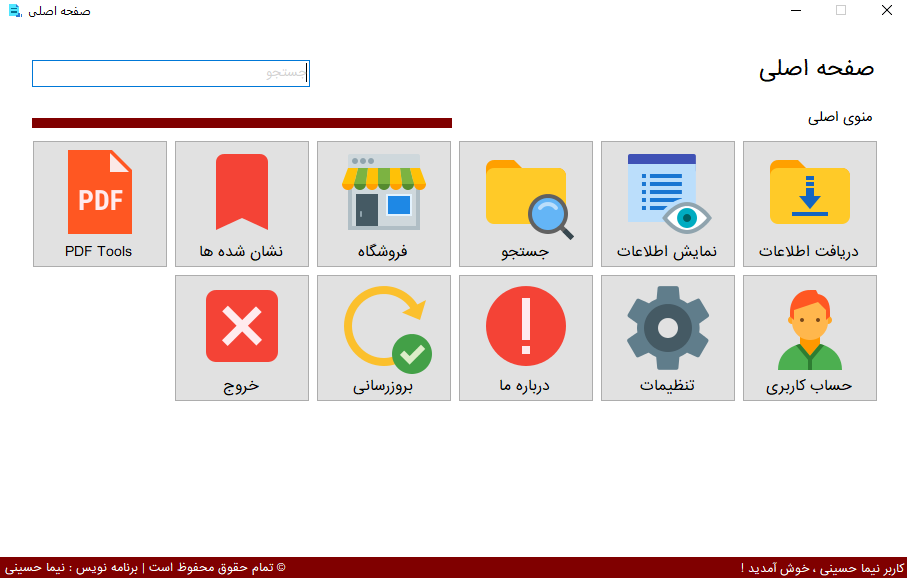 صفحه اصلی
صفحه اصلی
جستجو
منوی اصلی
دریافت اطلاعات
نمایش اطلاعات
جستجو
فروشگاه
نشان شده ها
PDF
PDF Tools
حساب کاربری
تنظیمات
درباره ما
بروزرسانی
خروج
کاربر نیما حسینی ، خوش آمدید !
© تمام حقوق محفوظ است | برنامه نویس : نیما حسینی